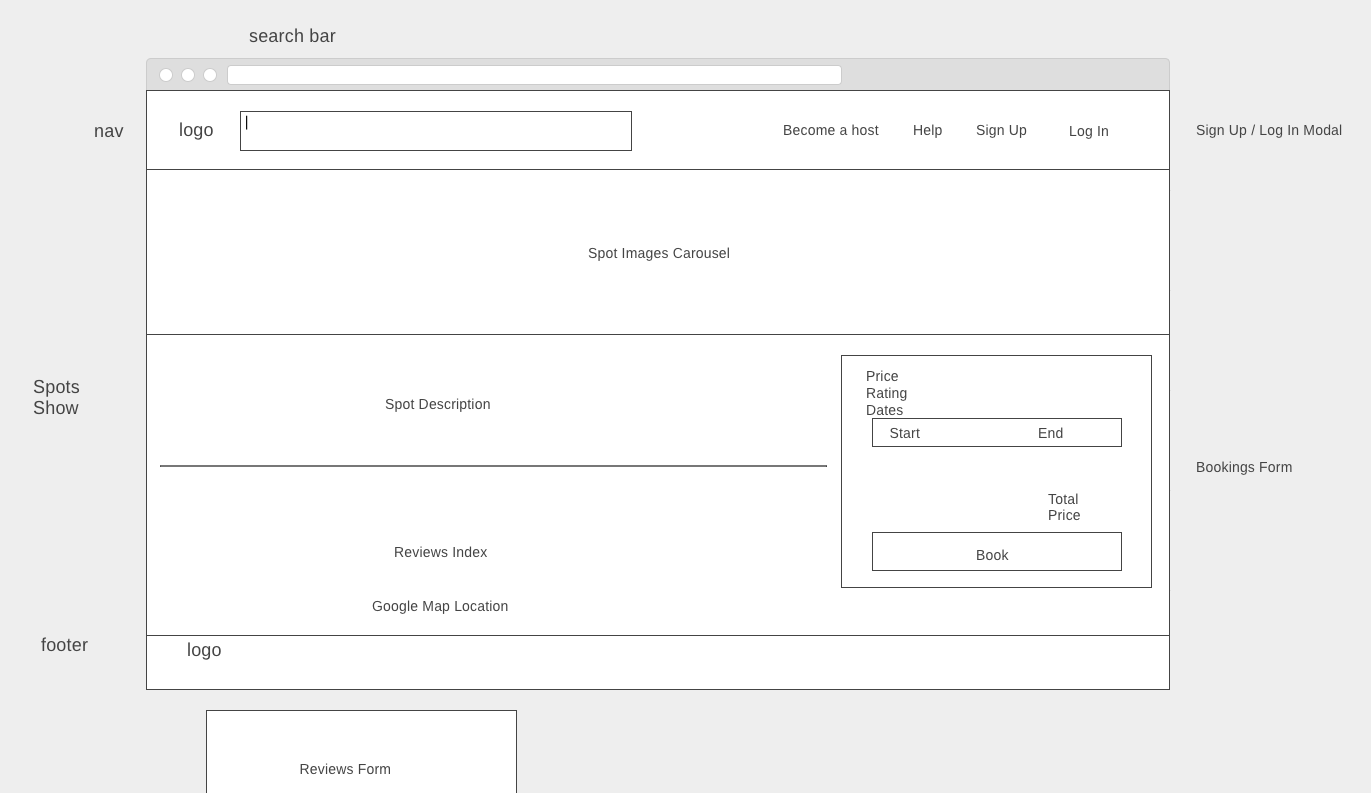 search bar
nav
logo
Become a host
Help
Sign Up
Log In
Sign Up / Log In Modal
Spot Images Carousel
Spots
Show
Spot Description
Price
Rating
Dates
Start
End
Bookings Form
Total
Price
Book
Reviews Index
Google Map Location
footer
logo
Reviews Form